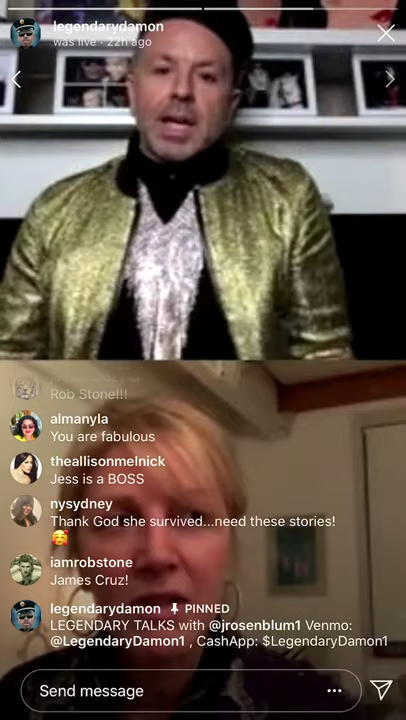 legendarydamon
was live · 22h ago
Rob Stone!!!
almanyla
You are fabulous
theallisonmelnick
Jess is a BOSS
nysydney
Thank God she survived...need these stories!
🥰
iamrobstone
James Cruz!
legendarydamon PINNED
LEGENDARY TALKS with @jrosenblum1 Venmo:
@LegendaryDamon1 , CashApp: $LegendaryDamon1
Send message